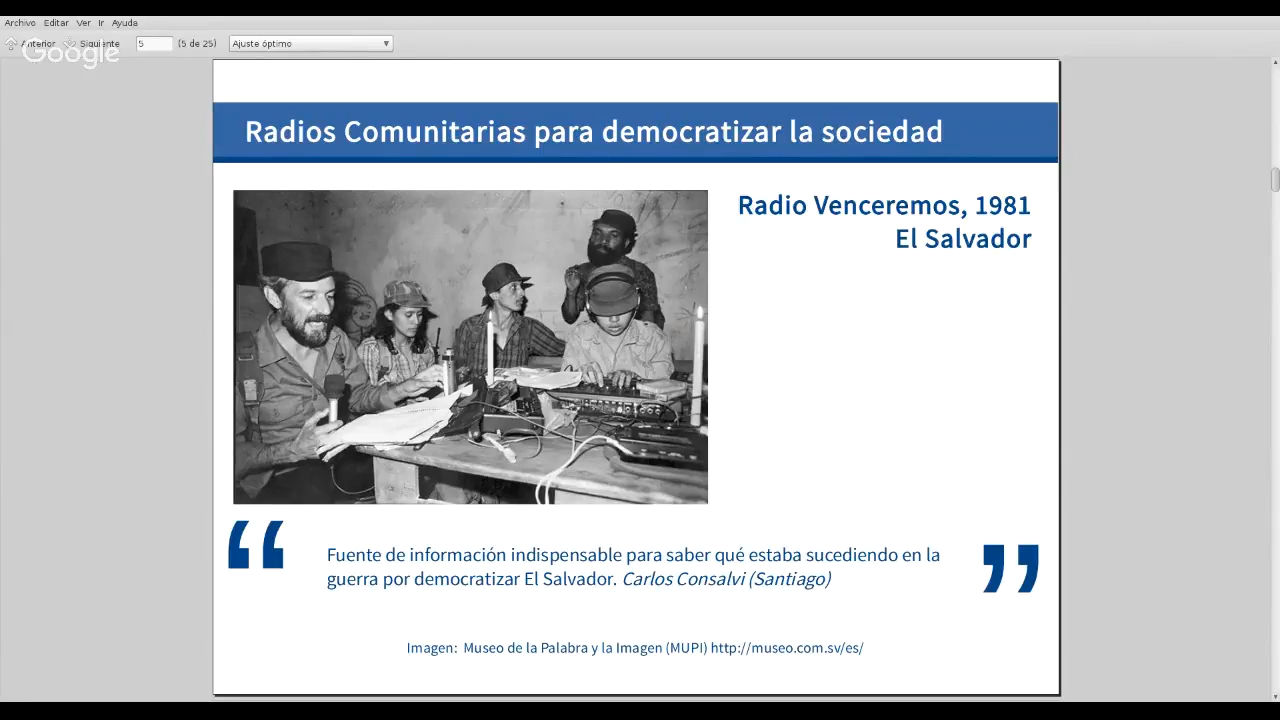 Archivo Editar Ver Ir Ayuda
Anterior Siguiente 5 (5 de 25) Ajuste óptimo
Google
Radios Comunitarias para democratizar la sociedad
Radio Venceremos, 1981
El Salvador
“ Fuente de información indispensable para saber qué estaba sucediendo en la
guerra por democratizar El Salvador. Carlos Consalvi (Santiago) ”
Imagen: Museo de la Palabra y la Imagen (MUPI) http://museo.com.sv/es/